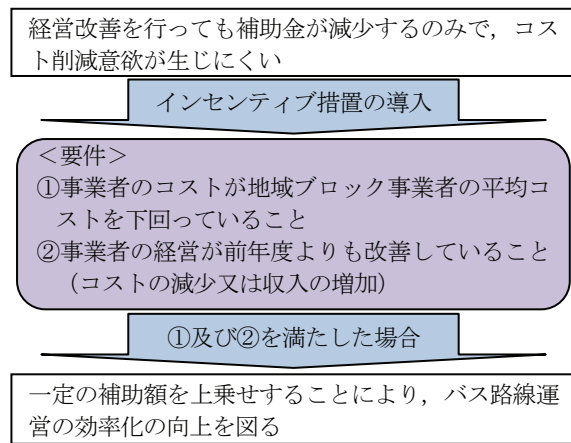 経営改善を行っても補助金が減少するのみで，コス
ト削減意欲が生じにくい
インセンティブ措置の導入
＜要件＞
①事業者のコストが地域ブロック事業者の平均コ
ストを下回っていること
②事業者の経営が前年度よりも改善していること
（コストの減少又は収入の増加）
①及び②を満たした場合
一定の補助額を上乗せすることにより，バス路線運
営の効率化の向上を図る